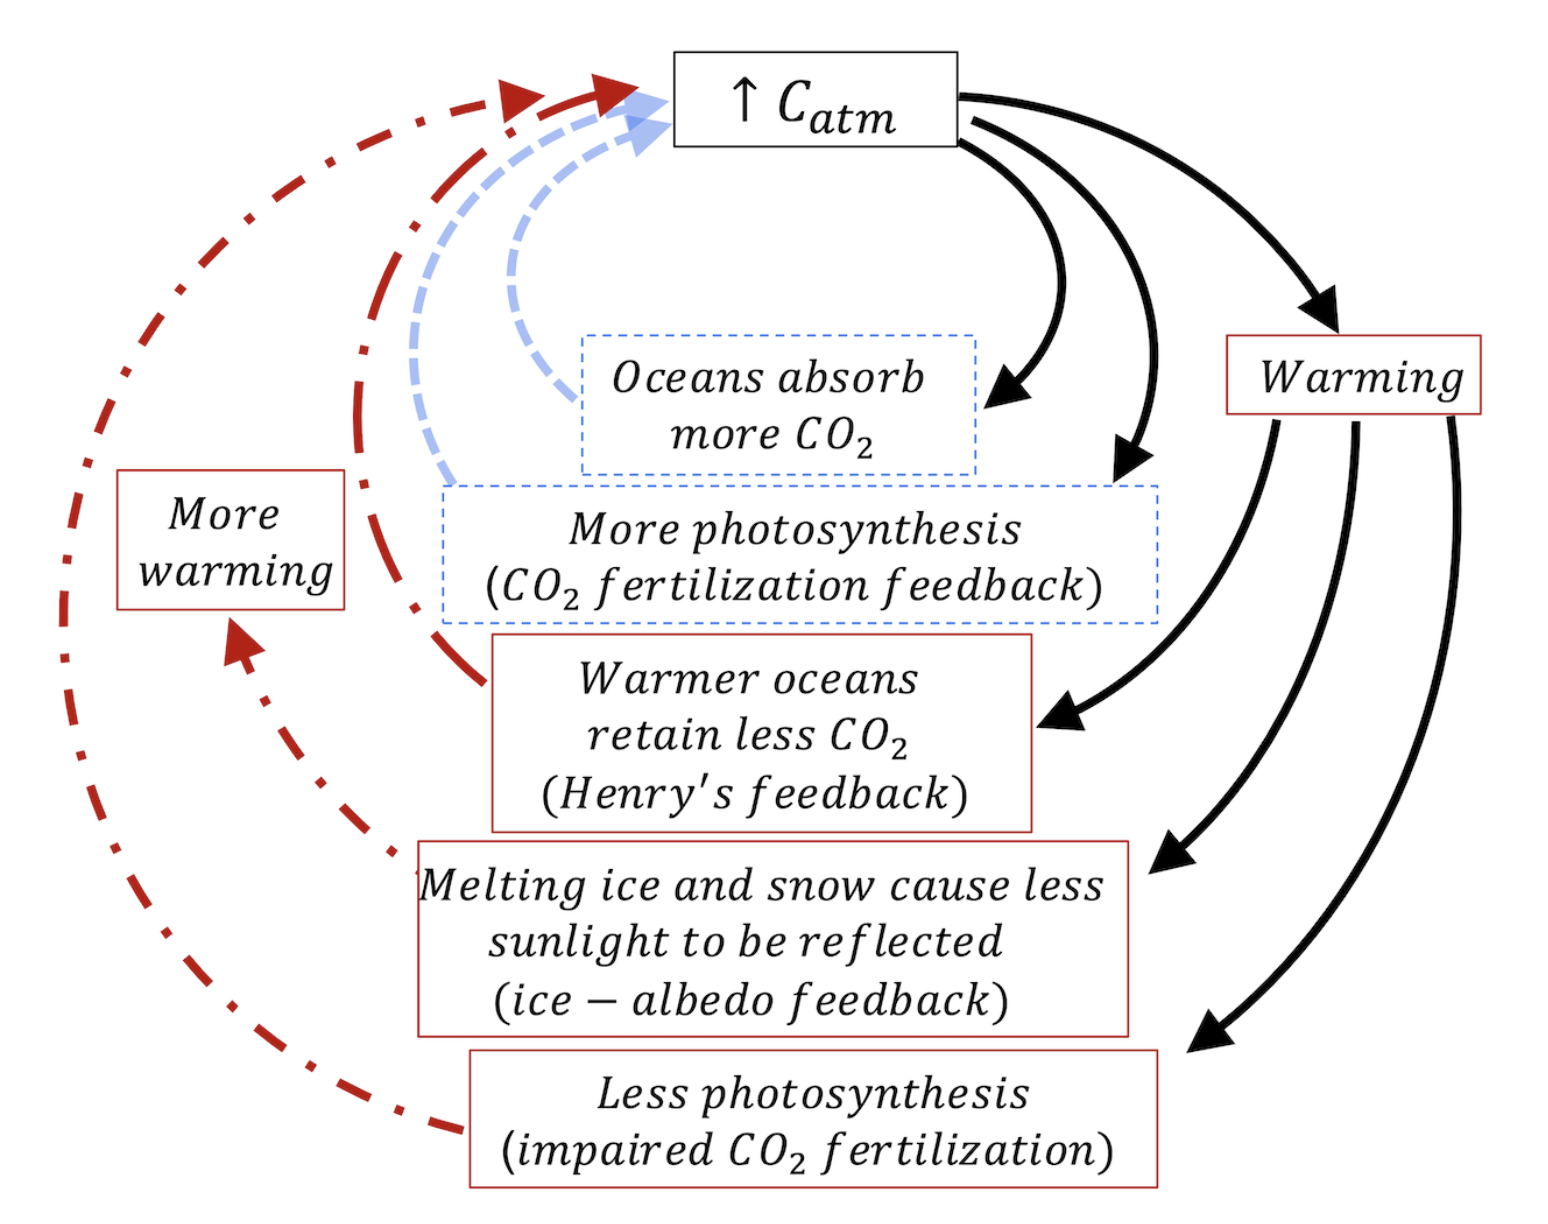 ↑ C_atm
Warming
Oceans absorb
more CO₂
More photosynthesis
(CO₂ fertilization feedback)
More
warming
Warmer oceans
retain less CO₂
(Henry's feedback)
Melting ice and snow cause less
sunlight to be reflected
(ice − albedo feedback)
Less photosynthesis
(impaired CO₂ fertilization)